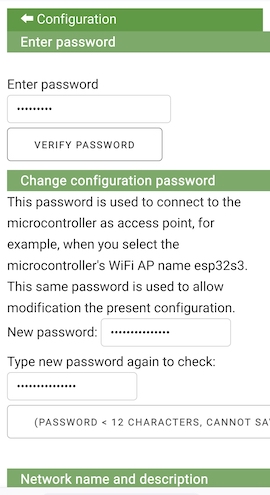 ⬅ Configuration
Enter password
Enter password
•••••••••
VERIFY PASSWORD
Change configuration password
This password is used to connect to the
microcontroller as access point, for
example, when you select the
microcontroller's WiFi AP name esp32s3.
This same password is used to allow
modification the present configuration.
New password: •••••••••••••••
Type new password again to check:
•••••••••••••••
(PASSWORD < 12 CHARACTERS, CANNOT
Network name and description